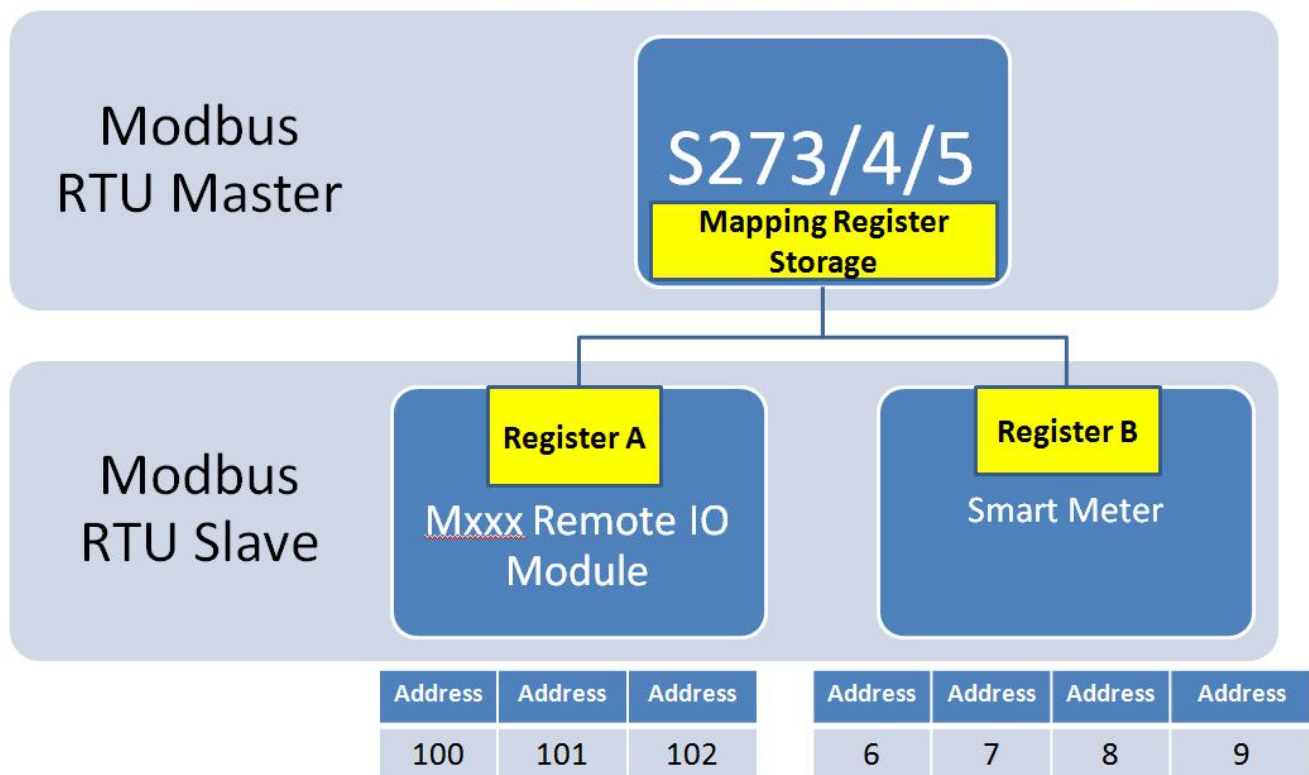 Modbus
RTU Master
S273/4/5
Mapping Register
Storage
Modbus
RTU Slave
Register A
Mxxx Remote IO
Module
Register B
Smart Meter
Address Address Address
100 101 102
Address Address Address Address
6 7 8 9